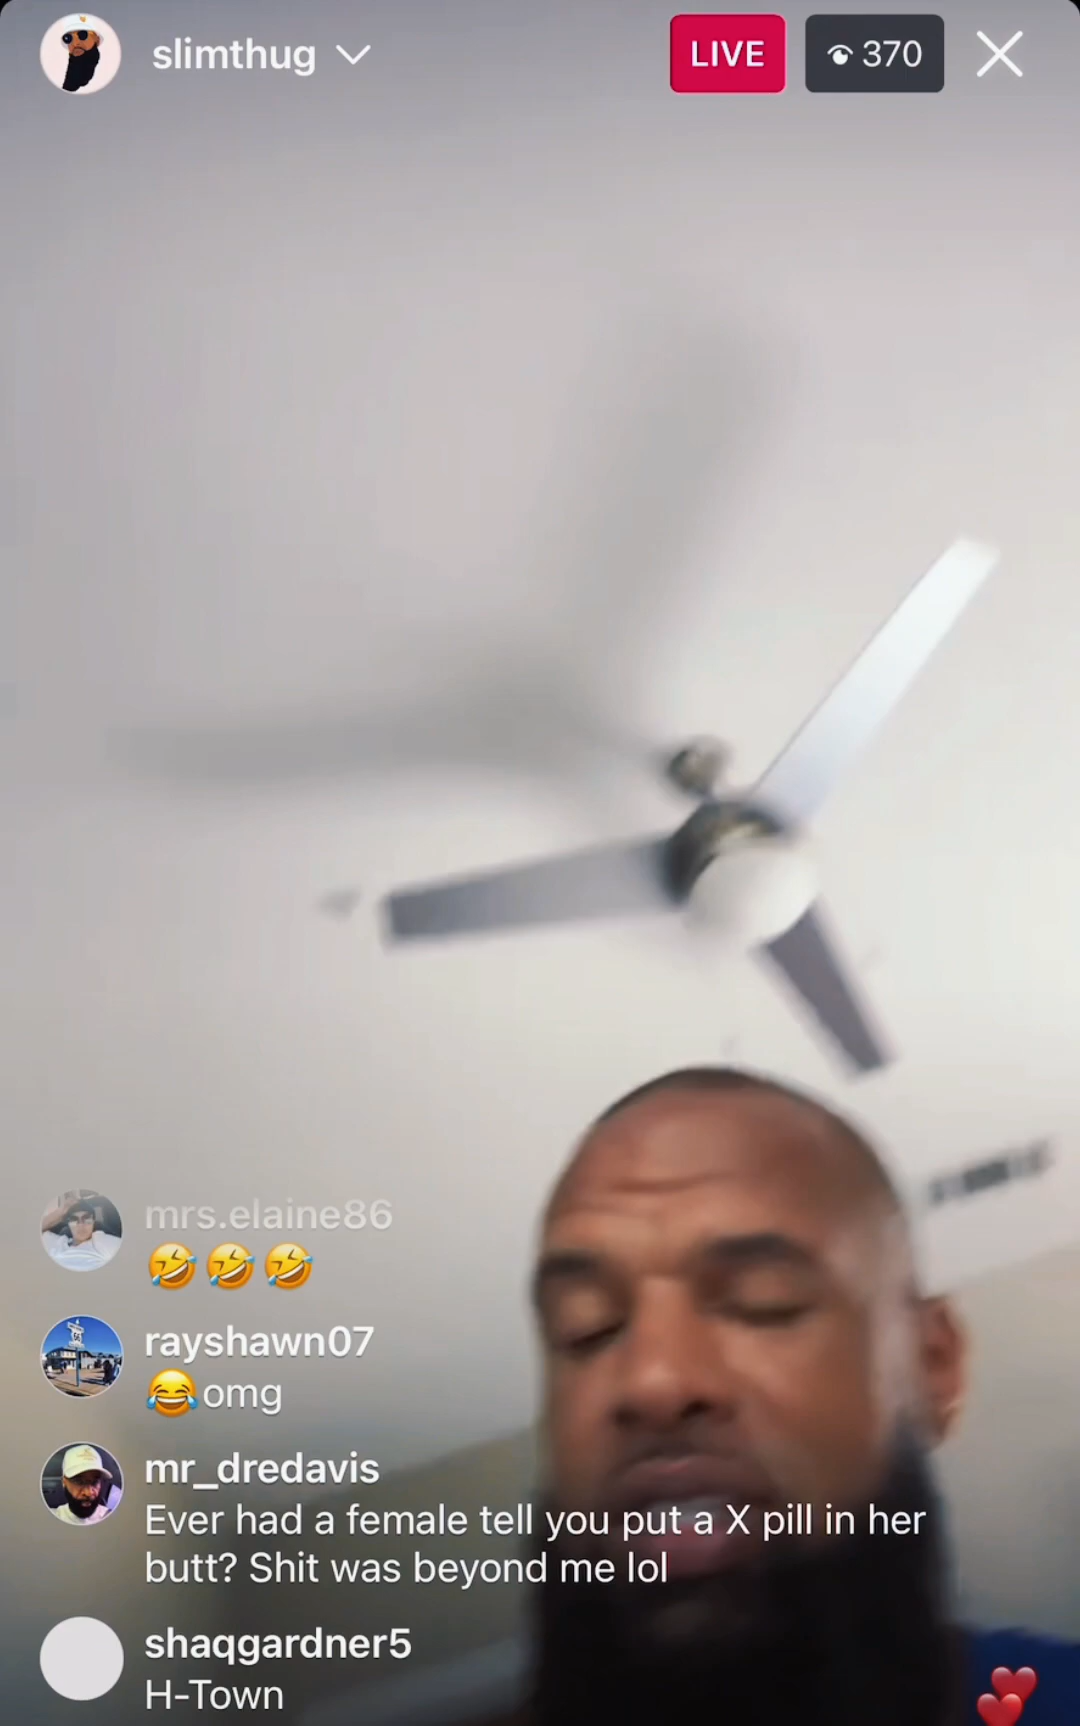 slimthug
LIVE
370
mrs.elaine86
🤣🤣🤣
rayshawn07
😂omg
mr_dredavis
Ever had a female tell you put a X pill in her
butt? Shit was beyond me lol
shaqgardner5
H-Town